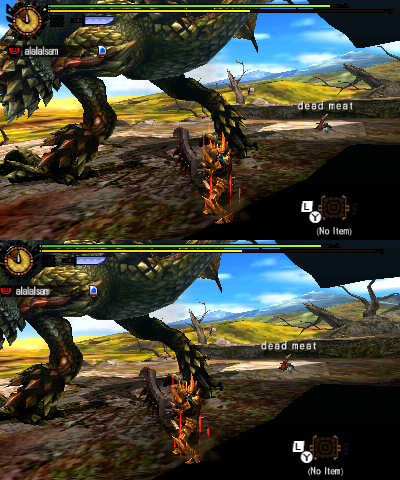 alalalsam
dead meat
L
Y
(No Item)
alalalsam
dead meat
L
Y
(No Item)